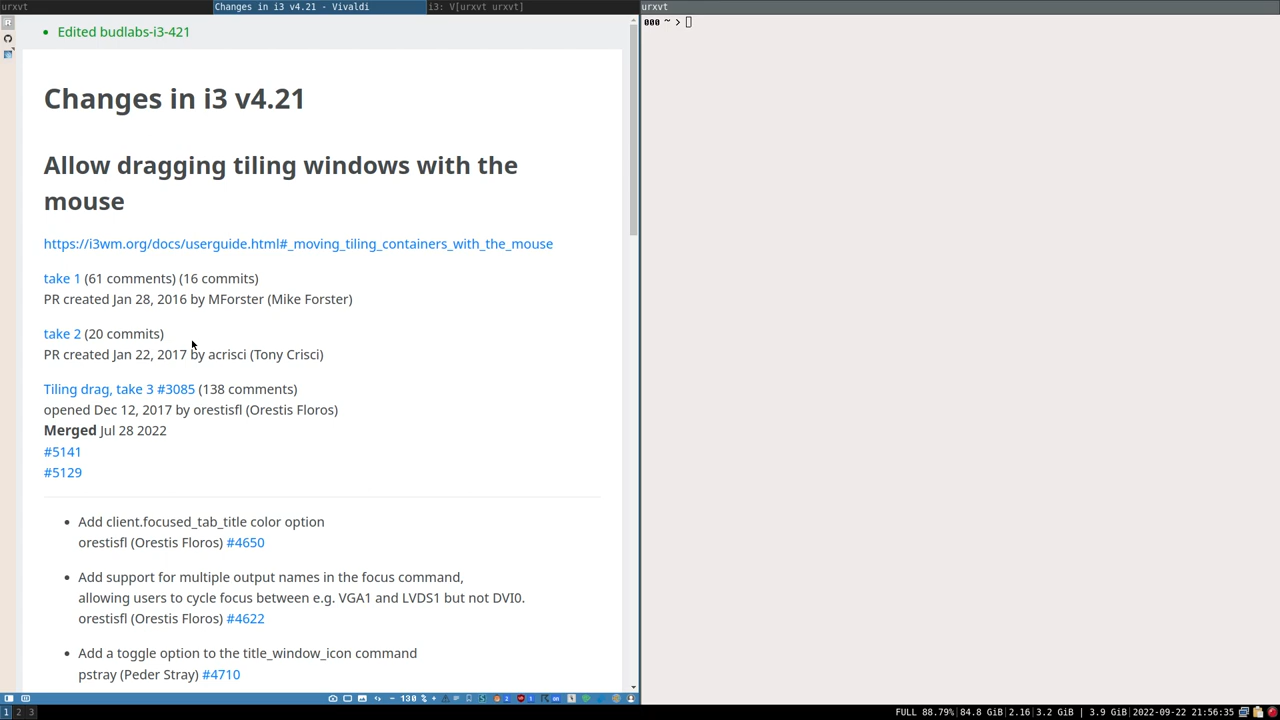 urxvt
Changes in i3 v4.21 - Vivaldi
i3: V[urxvt urxvt]
urxvt
R
000 ~ >
Edited budlabs-i3-421
Changes in i3 v4.21
Allow dragging tiling windows with the
mouse
https://i3wm.org/docs/userguide.html#_moving_tiling_containers_with_the_mouse
take 1 (61 comments) (16 commits)
PR created Jan 28, 2016 by MForster (Mike Forster)
take 2 (20 commits)
PR created Jan 22, 2017 by acrisci (Tony Crisci)
Tiling drag, take 3 #3085 (138 comments)
opened Dec 12, 2017 by orestisfl (Orestis Floros)
Merged Jul 28 2022
#5141
#5129
Add client.focused_tab_title color option
orestisfl (Orestis Floros) #4650
Add support for multiple output names in the focus command,
allowing users to cycle focus between e.g. VGA1 and LVDS1 but not DVI0.
orestisfl (Orestis Floros) #4622
Add a toggle option to the title_window_icon command
pstray (Peder Stray) #4710
130 %
1 2 3
FULL 88.79% | 84.8 GiB | 2.16 | 3.2 GiB | 3.9 GiB | 2022-09-22 21:56:35